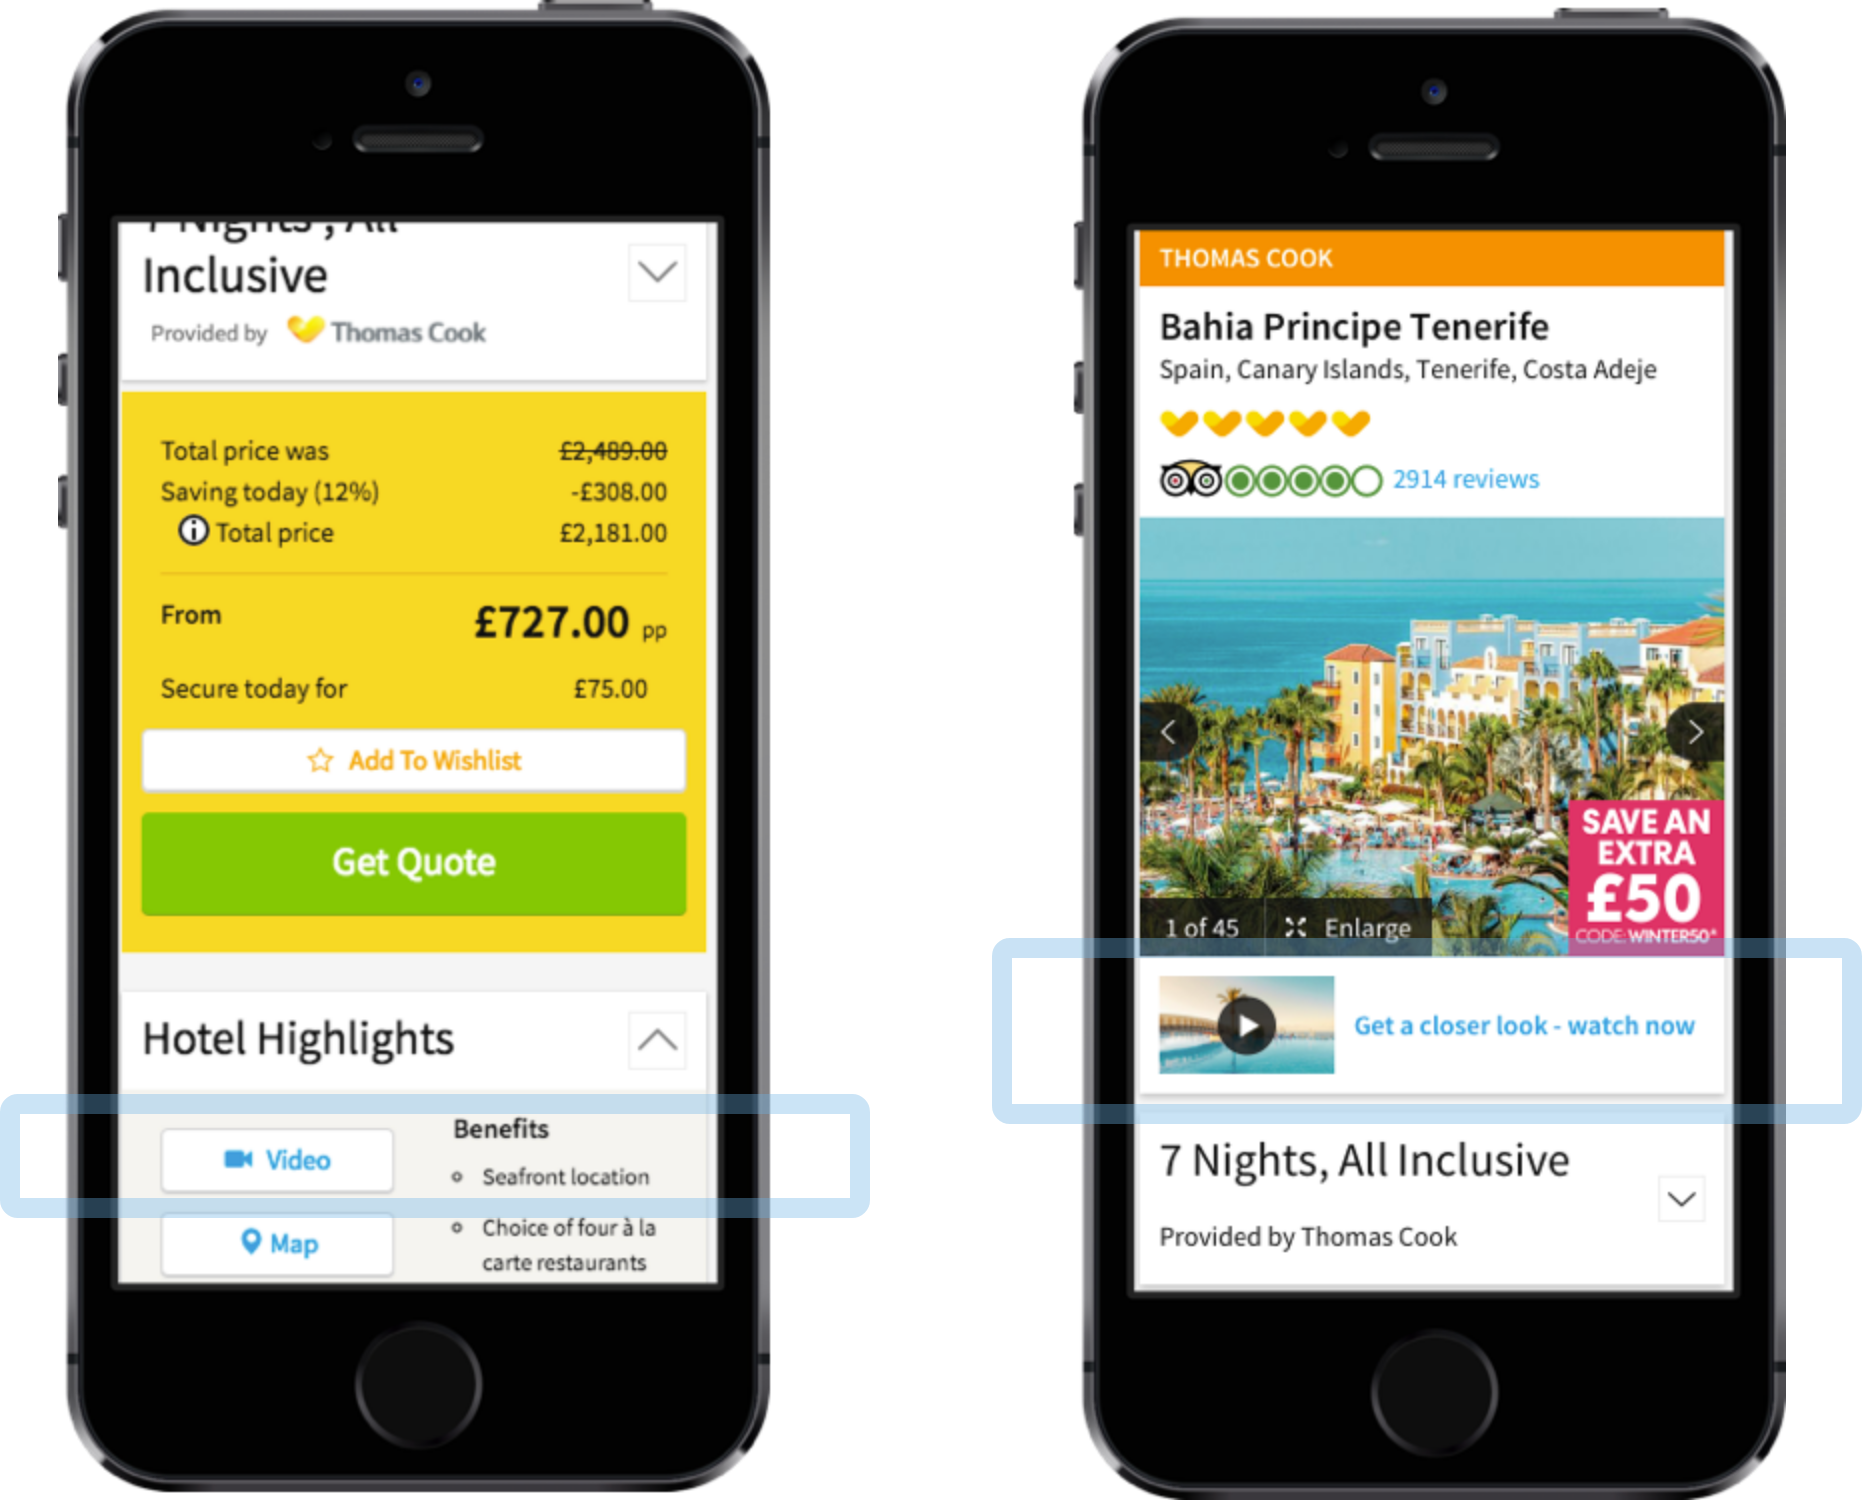 7 Nights , All
Inclusive
Provided by Thomas Cook
Total price was £2,489.00
Saving today (12%) -£308.00
Total price £2,181.00
From £727.00 pp
Secure today for £75.00
Add To Wishlist
Get Quote
Hotel Highlights
Video
Map
Benefits
Seafront location
Choice of four à la
carte restaurants
THOMAS COOK
Bahia Principe Tenerife
Spain, Canary Islands, Tenerife, Costa Adeje
2914 reviews
SAVE AN
EXTRA
£50
CODE: WINTER50*
1 of 45 Enlarge
Get a closer look - watch now
7 Nights, All Inclusive
Provided by Thomas Cook